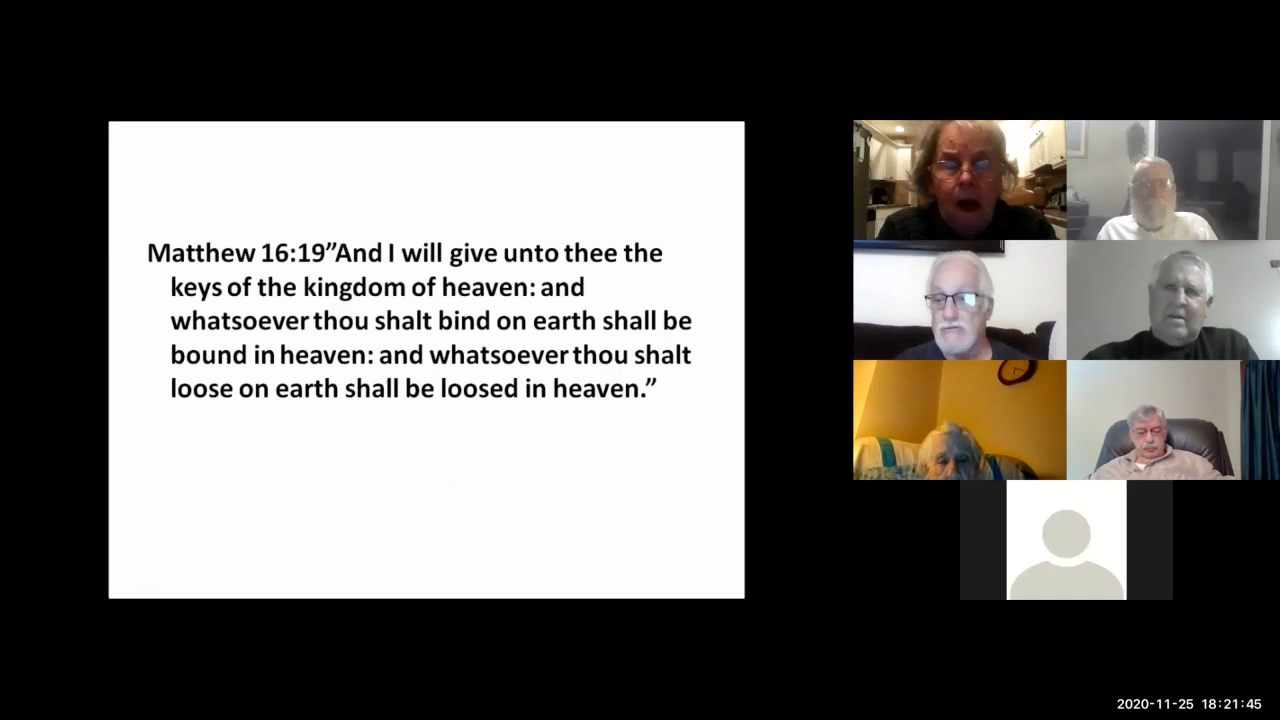 Matthew 16:19”And I will give unto thee the
keys of the kingdom of heaven: and
whatsoever thou shalt bind on earth shall be
bound in heaven: and whatsoever thou shalt
loose on earth shall be loosed in heaven.”
2020-11-25 18:21:45